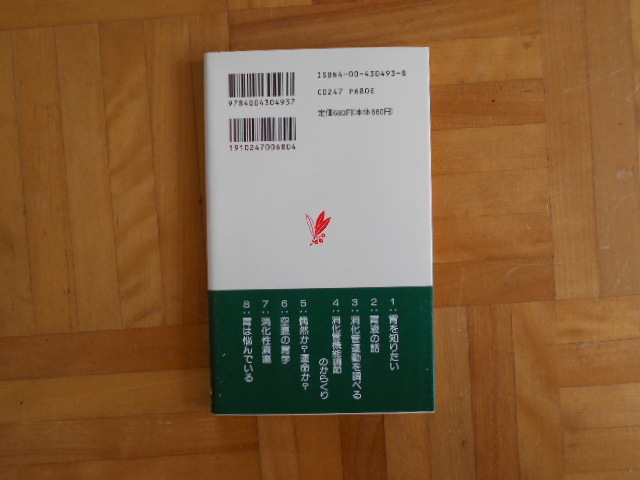 ISBN4-00-430493-8
C0247 P680E
定価680円(本体660円)
9784004304937
1910247006804
1:胃を知りたい
2:胃液の話
3:消化管運動を調べる
4:消化管機能調節
のからくり
5:偶然か?運命か?
6:空腹の胃学
7:消化性潰瘍
8:胃は悩んでいる